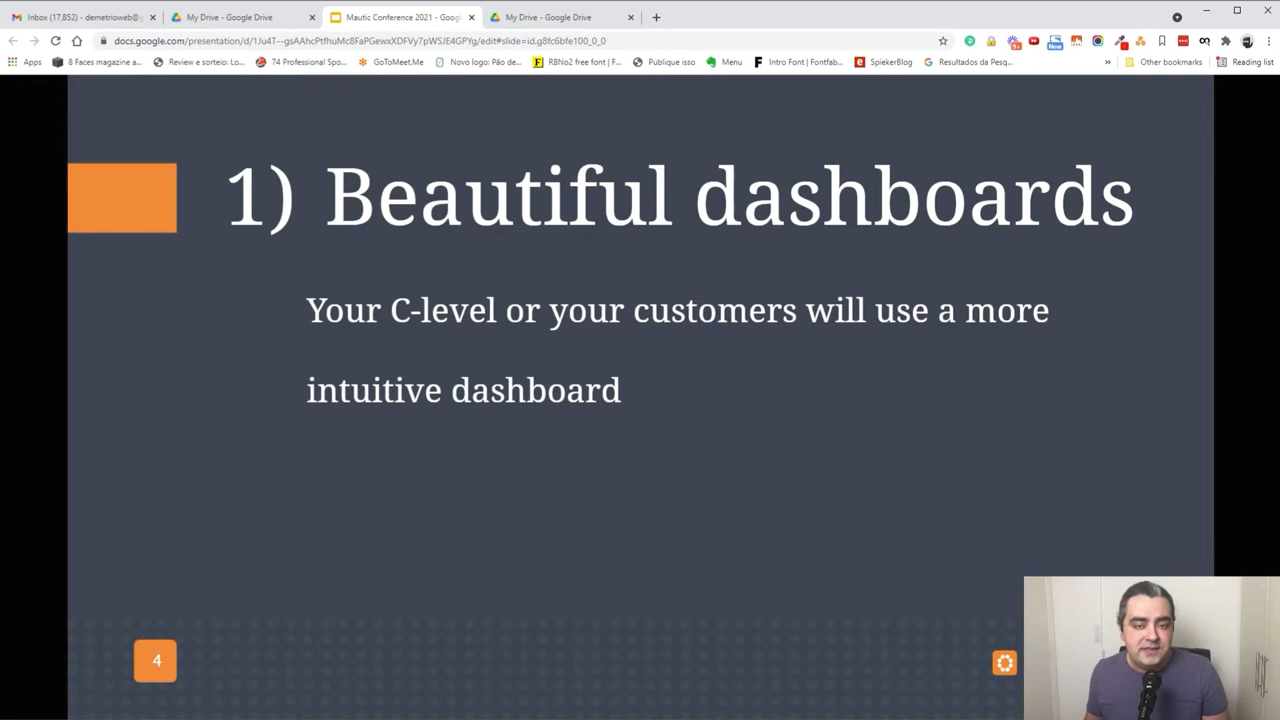 Inbox (17,852) - demetrioweb@g
My Drive - Google Drive
Mautic Conference 2021 - Goog
My Drive - Google Drive
docs.google.com/presentation/d/1Ju4T--gsAAhcPtfhuMc8FaPGewxXDFVy7pWSJE4GPYg/edit#slide=id.g8fc6bfe100_0_0
Apps
8 Faces magazine a...
Review e sorteio: Lo...
74 Professional Spo...
GoToMeet.Me
Novo logo: Pão de...
RBNo2 free font | F...
Publique isso
Menu
Intro Font | Fontfab...
SpiekerBlog
Resultados da Pesq...
»
Other bookmarks
Reading list
1) Beautiful dashboards
Your C-level or your customers will use a more
intuitive dashboard
4